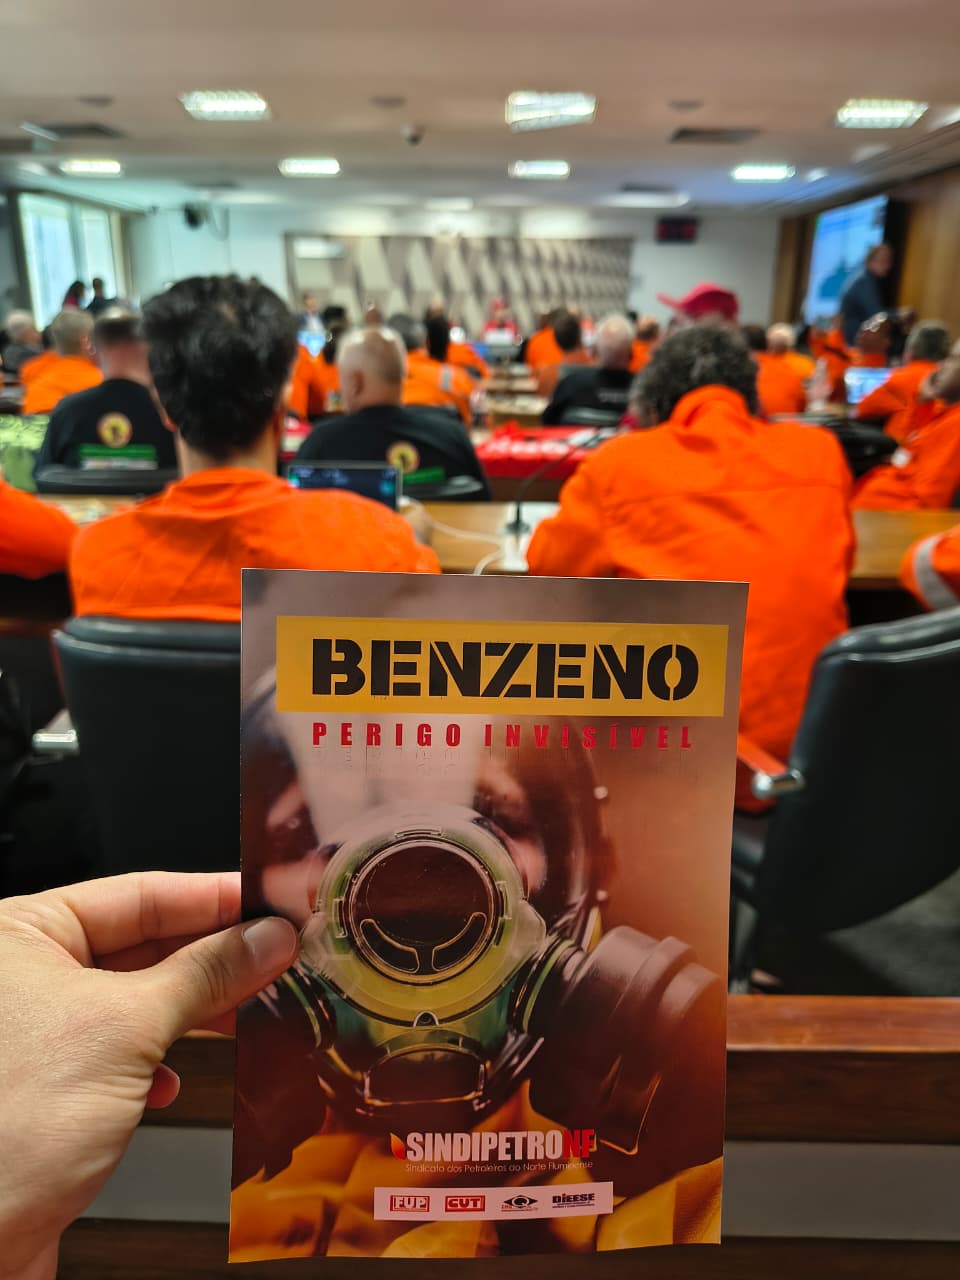 BENZENO
PERIGO INVISÍVEL
SINDIPETRONF
Sindicato dos Petroleiros do Norte Fluminense
FUP
CUT
DIEESE